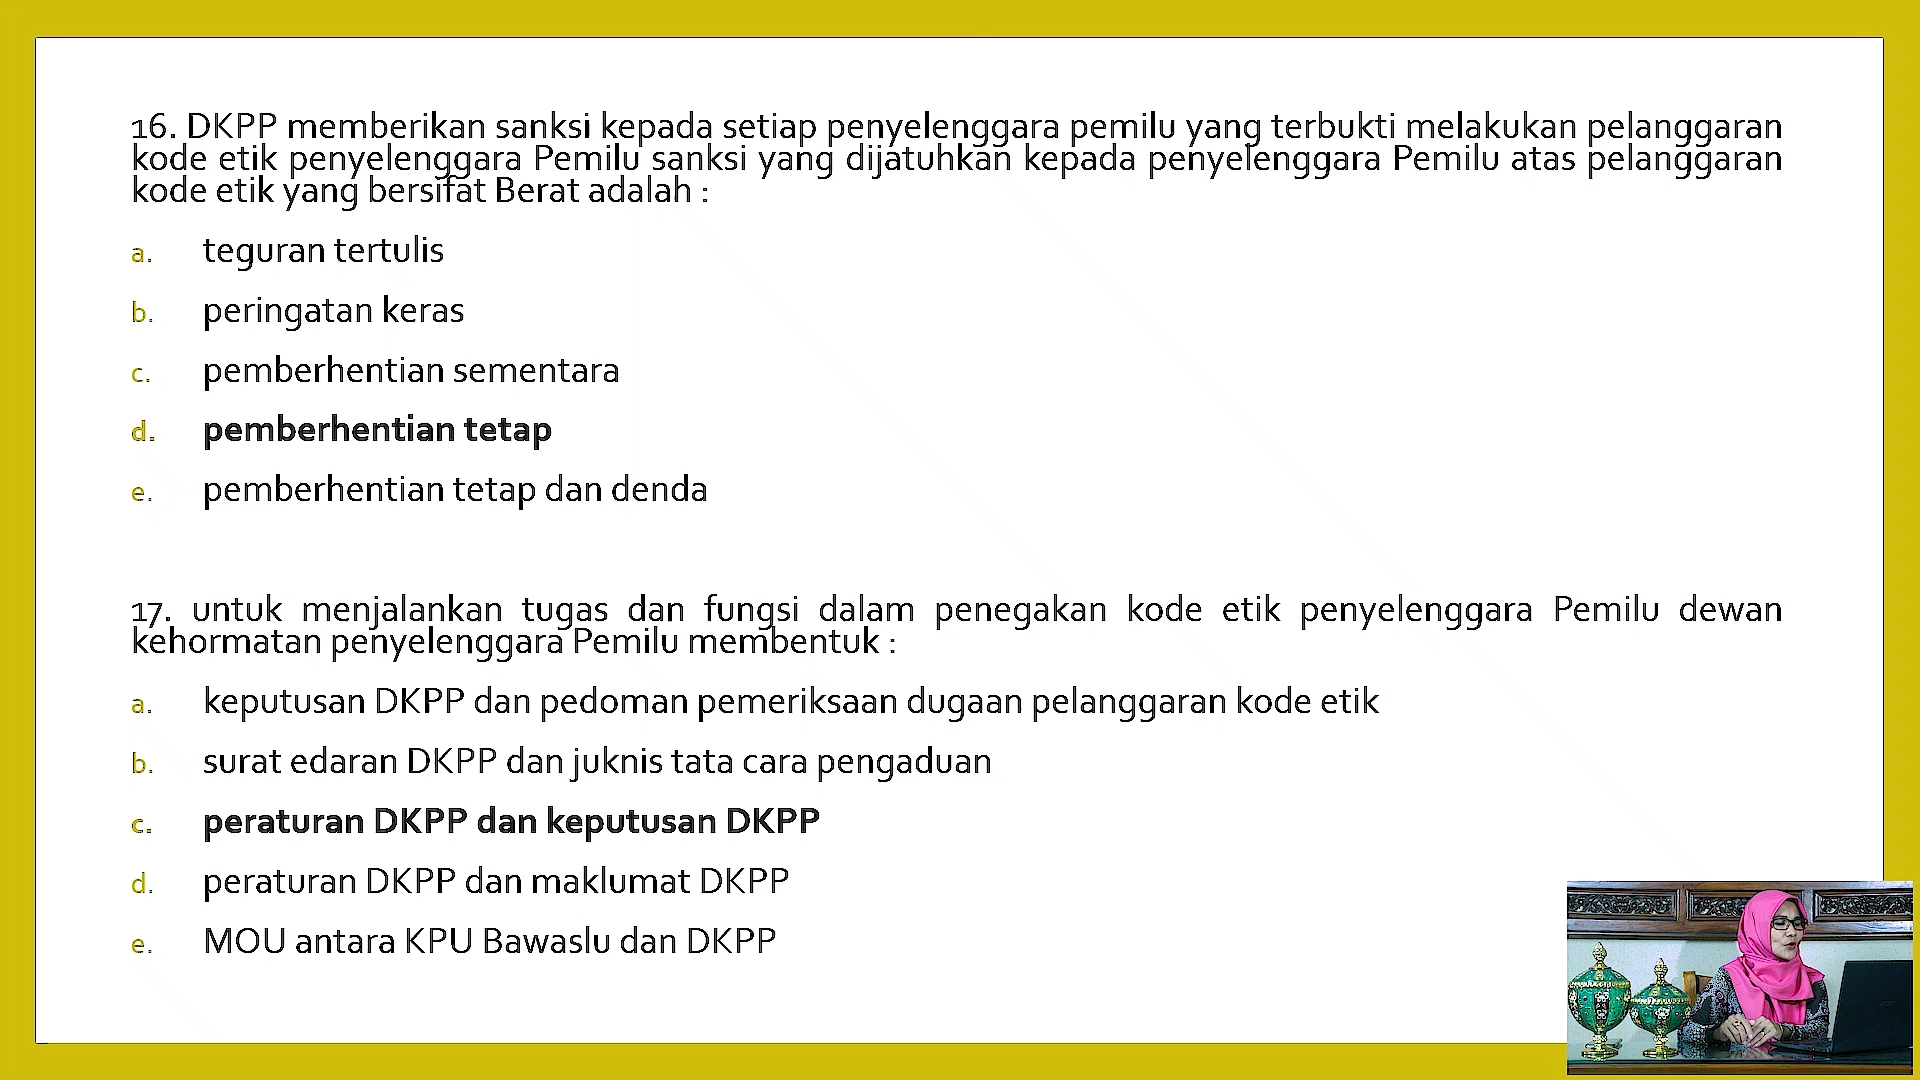 16. DKPP memberikan sanksi kepada setiap penyelenggara pemilu yang terbukti melakukan pelanggaran
kode etik penyelenggara Pemilu sanksi yang dijatuhkan kepada penyelenggara Pemilu atas pelanggaran
kode etik yang bersifat Berat adalah :
a. teguran tertulis
b. peringatan keras
c. pemberhentian sementara
d. pemberhentian tetap
e. pemberhentian tetap dan denda
17. untuk menjalankan tugas dan fungsi dalam penegakan kode etik penyelenggara Pemilu dewan
kehormatan penyelenggara Pemilu membentuk :
a. keputusan DKPP dan pedoman pemeriksaan dugaan pelanggaran kode etik
b. surat edaran DKPP dan juknis tata cara pengaduan
c. peraturan DKPP dan keputusan DKPP
d. peraturan DKPP dan maklumat DKPP
e. MOU antara KPU Bawaslu dan DKPP